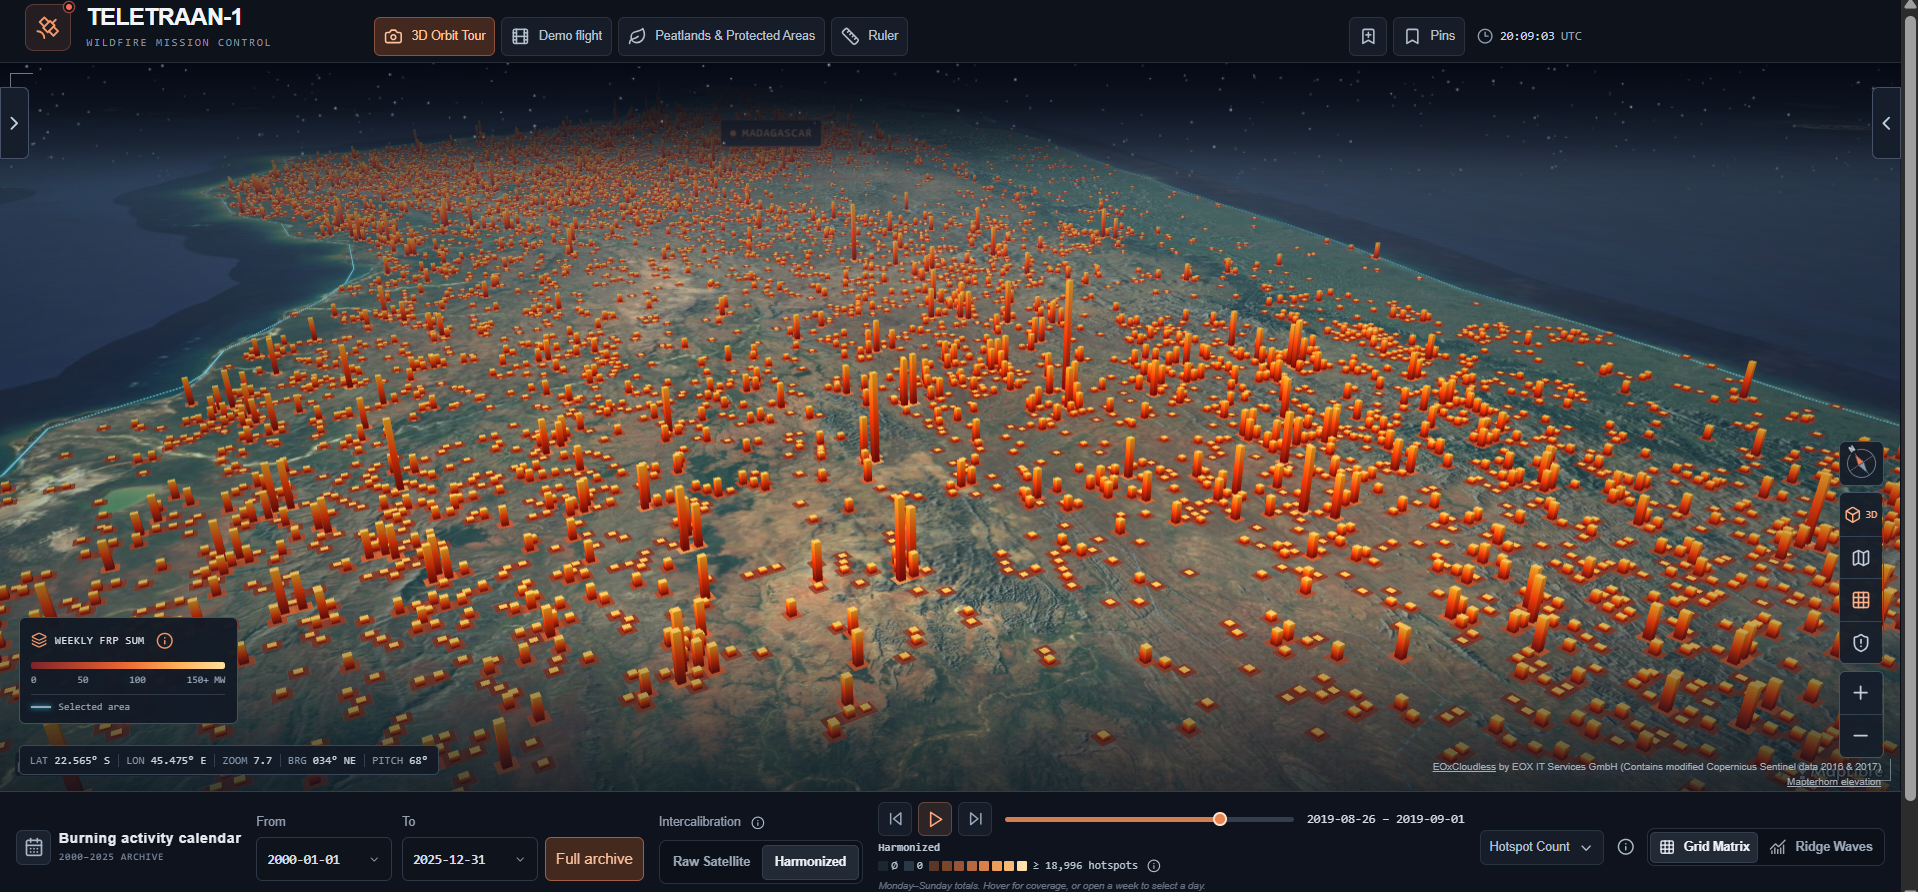 TELETRAAN-1
WILDFIRE MISSION CONTROL
3D Orbit Tour
Demo flight
Peatlands & Protected Areas
Ruler
Pins
20:09:03 UTC
MADAGASCAR
3D
WEEKLY FRP SUM
0 50 100 150+ MW
Selected area
LAT 22.565° S LON 45.475° E ZOOM 7.7 BRG 034° NE PITCH 68°
EOxCloudless by EOX IT Services GmbH (Contains modified Copernicus Sentinel data 2016 & 2017)
MapLibre
Mapterhorn elevation
Burning activity calendar
2000-2025 ARCHIVE
From
2000-01-01
To
2025-12-31
Full archive
Intercalibration
Raw Satellite
Harmonized
2019-08-26 – 2019-09-01
Harmonized
Ø 0 ≥ 18,996 hotspots
Monday–Sunday totals. Hover for coverage, or open a week to select a day.
Hotspot Count
Grid Matrix
Ridge Waves